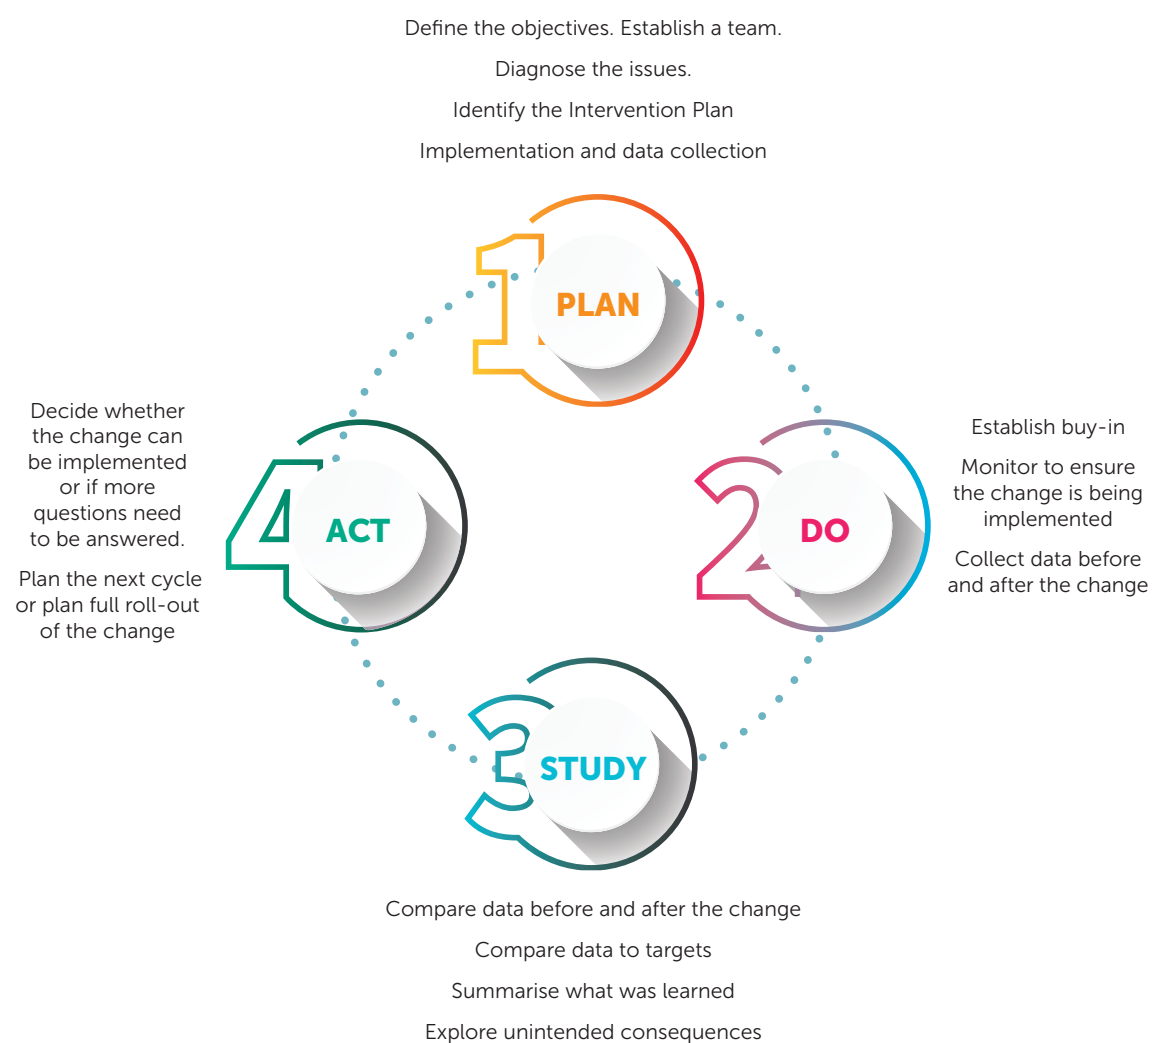 Define the objectives. Establish a team.
Diagnose the issues.
Identify the Intervention Plan
Implementation and data collection
1
PLAN
2
DO
Establish buy-in
Monitor to ensure
the change is being
implemented
Collect data before
and after the change
3
STUDY
Compare data before and after the change
Compare data to targets
Summarise what was learned
Explore unintended consequences
4
ACT
Decide whether
the change can
be implemented
or if more
questions need
to be answered.
Plan the next cycle
or plan full roll-out
of the change